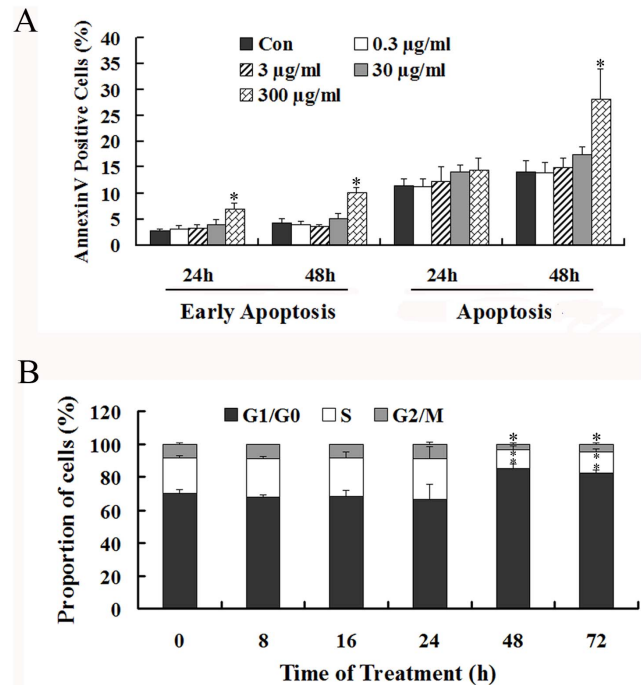 A
AnnexinV Positive Cells (%)
Con
0.3 µg/ml
3 µg/ml
30 µg/ml
300 µg/ml
40
35
30
25
20
15
10
5
0
*
*
*
24h
48h
24h
48h
Early Apoptosis
Apoptosis
B
Proportion of cells (%)
G1/G0
S
G2/M
120
100
80
60
40
20
0
*
*
*
*
*
*
0
8
16
24
48
72
Time of Treatment (h)